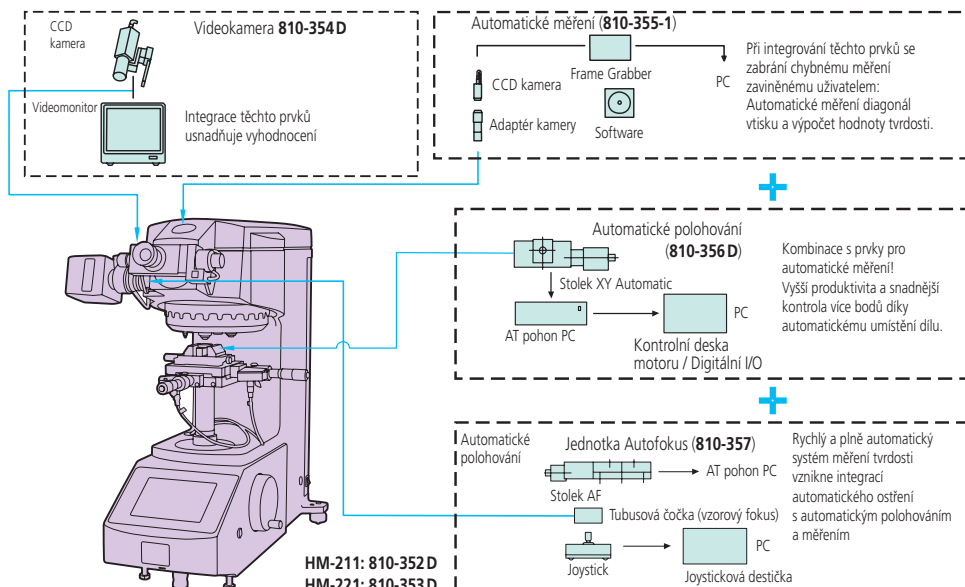 CCD
kamera
Videokamera 810-354 D
Videomonitor
Integrace těchto prvků
usnadňuje vyhodnocení
Automatické měření (810-355-1)
CCD kamera
Frame Grabber
PC
Adaptér kamery
Software
Při integrování těchto prvků se
zabrání chybnému měření
zaviněnému uživatelem:
Automatické měření diagonál
vtisku a výpočet hodnoty tvrdosti.
Automatické polohování
(810-356 D)
Stolek XY Automatic
AT pohon PC
PC
Kontrolní deska
motoru / Digitální I/O
Kombinace s prvky pro
automatické měření!
Vyšší produktivita a snadnější
kontrola více bodů díky
automatickému umístění dílu.
Automatické
polohování
Jednotka Autofokus (810-357)
AT pohon PC
Stolek AF
Tubusová čočka (vzorový fokus)
PC
Joystick
Joysticková destička
Rychlý a plně automatický
systém měření tvrdosti
vznikne integrací
automatického ostření
s automatickým polohováním
a měřením
HM-211: 810-352 D
HM-221: 810-353 D